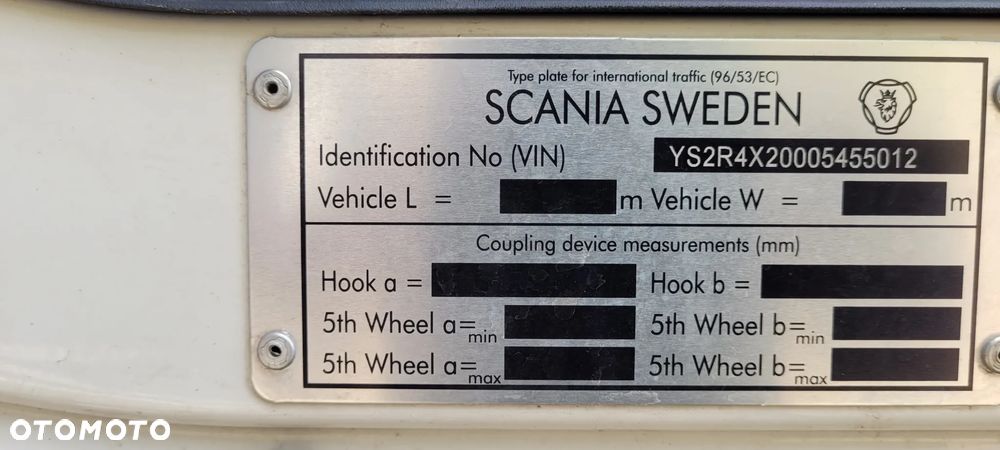 Type plate for international traffic (96/53/EC)
SCANIA SWEDEN
Identification No (VIN) YS2R4X20005455012
Vehicle L = m Vehicle W = m
Coupling device measurements (mm)
Hook a = Hook b =
5th Wheel a=min 5th Wheel b=min
5th Wheel a=max 5th Wheel b=max
OTOMOTO